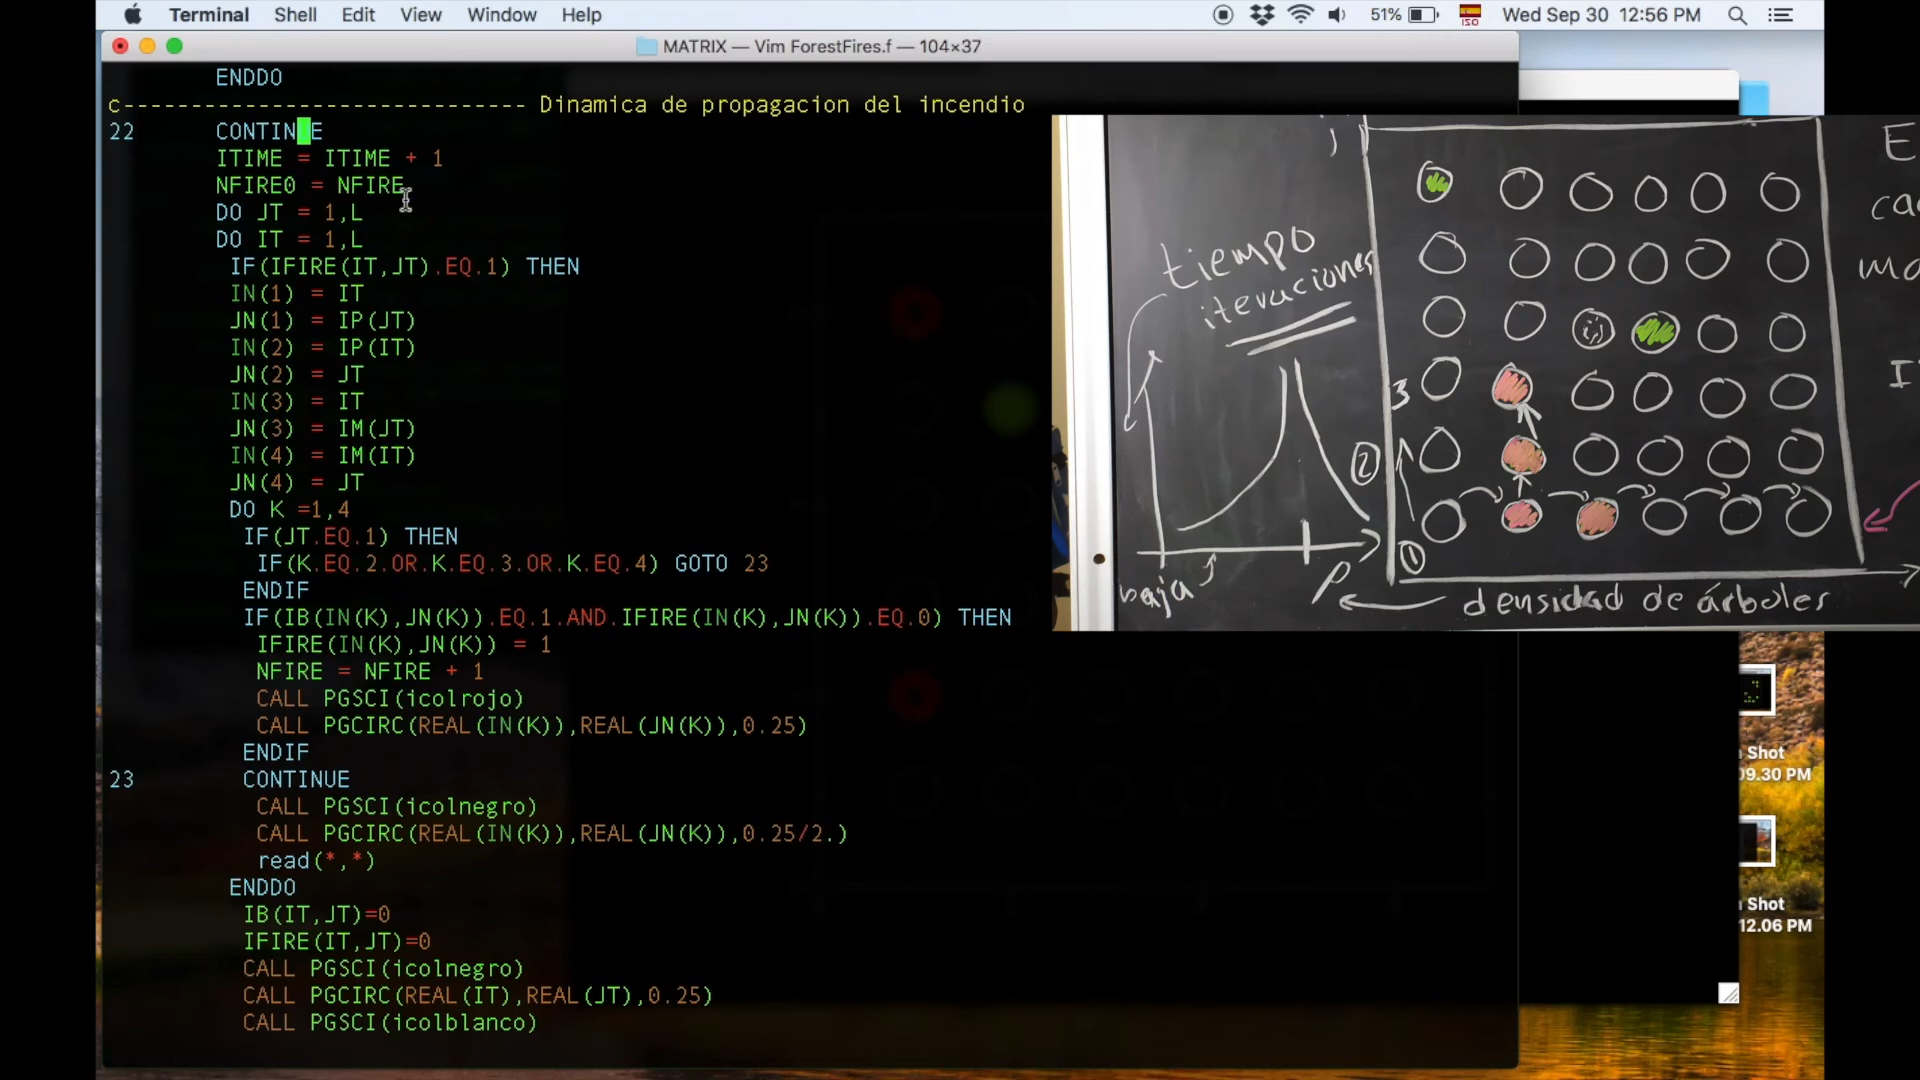 Terminal Shell Edit View Window Help 51% ISO Wed Sep 30 12:56 PM
MATRIX — Vim ForestFires.f — 104×37
ENDDO
c------------------------------ Dinamica de propagacion del incendio
22 CONTINUE
ITIME = ITIME + 1
NFIRE0 = NFIRE
DO JT = 1,L
DO IT = 1,L
IF(IFIRE(IT,JT).EQ.1) THEN
IN(1) = IT
JN(1) = IP(JT)
IN(2) = IP(IT)
JN(2) = JT
IN(3) = IT
JN(3) = IM(JT)
IN(4) = IM(IT)
JN(4) = JT
DO K =1,4
IF(JT.EQ.1) THEN
IF(K.EQ.2.OR.K.EQ.3.OR.K.EQ.4) GOTO 23
ENDIF
IF(IB(IN(K),JN(K)).EQ.1.AND.IFIRE(IN(K),JN(K)).EQ.0) THEN
IFIRE(IN(K),JN(K)) = 1
NFIRE = NFIRE + 1
CALL PGSCI(icolrojo)
CALL PGCIRC(REAL(IN(K)),REAL(JN(K)),0.25)
ENDIF
23 CONTINUE
CALL PGSCI(icolnegro)
CALL PGCIRC(REAL(IN(K)),REAL(JN(K)),0.25/2.)
read(*,*)
ENDDO
IB(IT,JT)=0
IFIRE(IT,JT)=0
CALL PGSCI(icolnegro)
CALL PGCIRC(REAL(IT),REAL(JT),0.25)
CALL PGSCI(icolblanco)
tiempo
iteraciones
3
2
1
baja
ρ
densidad de árboles
E
ca
ma
I
Shot
09.30 PM
Shot
12.06 PM